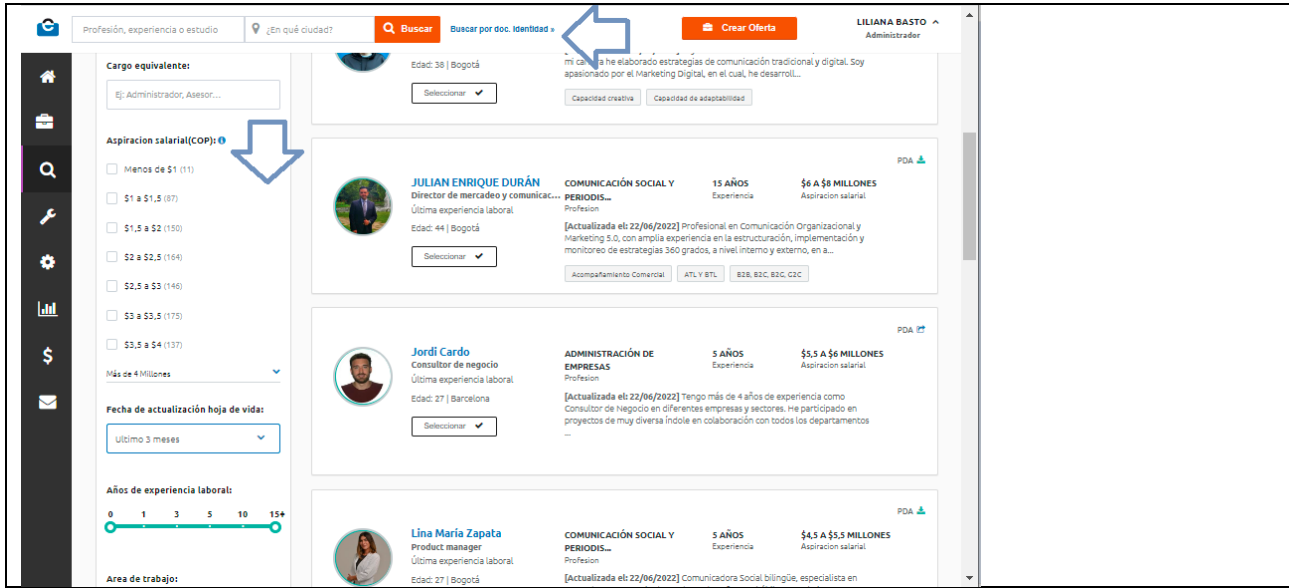 Profesión, experiencia o estudio
¿En qué ciudad?
Buscar
Buscar por doc. Identidad »
Crear Oferta
LILIANA BASTO
Administrador
Cargo equivalente:
Ej: Administrador, Asesor...
Aspiracion salarial(COP):
Menos de $1 (11)
$1 a $1,5 (87)
$1,5 a $2 (150)
$2 a $2,5 (164)
$2,5 a $3 (146)
$3 a $3,5 (175)
$3,5 a $4 (137)
Más de 4 Millones
Fecha de actualización hoja de vida:
Ultimo 3 meses
Años de experiencia laboral:
0 1 3 5 10 15+
Area de trabajo:
Edad: 38 | Bogotá
Seleccionar
he elaborado estrategias de comunicación tradicional y digital. Soy
apasionado por el Marketing Digital, en el cual, he desarroll...
Capacidad creativa
Capacidad de adaptabilidad
PDA
JULIAN ENRIQUE DURÁN
Director de mercadeo y comunicac...
Última experiencia laboral
Edad: 44 | Bogotá
Seleccionar
COMUNICACIÓN SOCIAL Y
PERIODIS...
Profesion
15 AÑOS
Experiencia
$6 A $8 MILLONES
Aspiracion salarial
[Actualizada el: 22/06/2022] Profesional en Comunicación Organizacional y
Marketing 5.0, con amplia experiencia en la estructuración, implementación y
monitoreo de estrategias 360 grados, a nivel interno y externo, en a...
Acompañamiento Comercial
ATL Y BTL
B2B, B2C, B2G, G2C
PDA
Jordi Cardo
Consultor de negocio
Última experiencia laboral
Edad: 27 | Barcelona
Seleccionar
ADMINISTRACIÓN DE
EMPRESAS
Profesion
5 AÑOS
Experiencia
$5,5 A $6 MILLONES
Aspiracion salarial
[Actualizada el: 22/06/2022] Tengo más de 4 años de experiencia como
Consultor de Negocio en diferentes empresas y sectores. He participado en
proyectos de muy diversa índole en colaboración con todos los departamentos
...
PDA
Lina María Zapata
Product manager
Última experiencia laboral
Edad: 27 | Bogotá
COMUNICACIÓN SOCIAL Y
PERIODIS...
Profesion
5 AÑOS
Experiencia
$4,5 A $5,5 MILLONES
Aspiracion salarial
[Actualizada el: 22/06/2022] Comunicadora Social bilingüe, especialista en